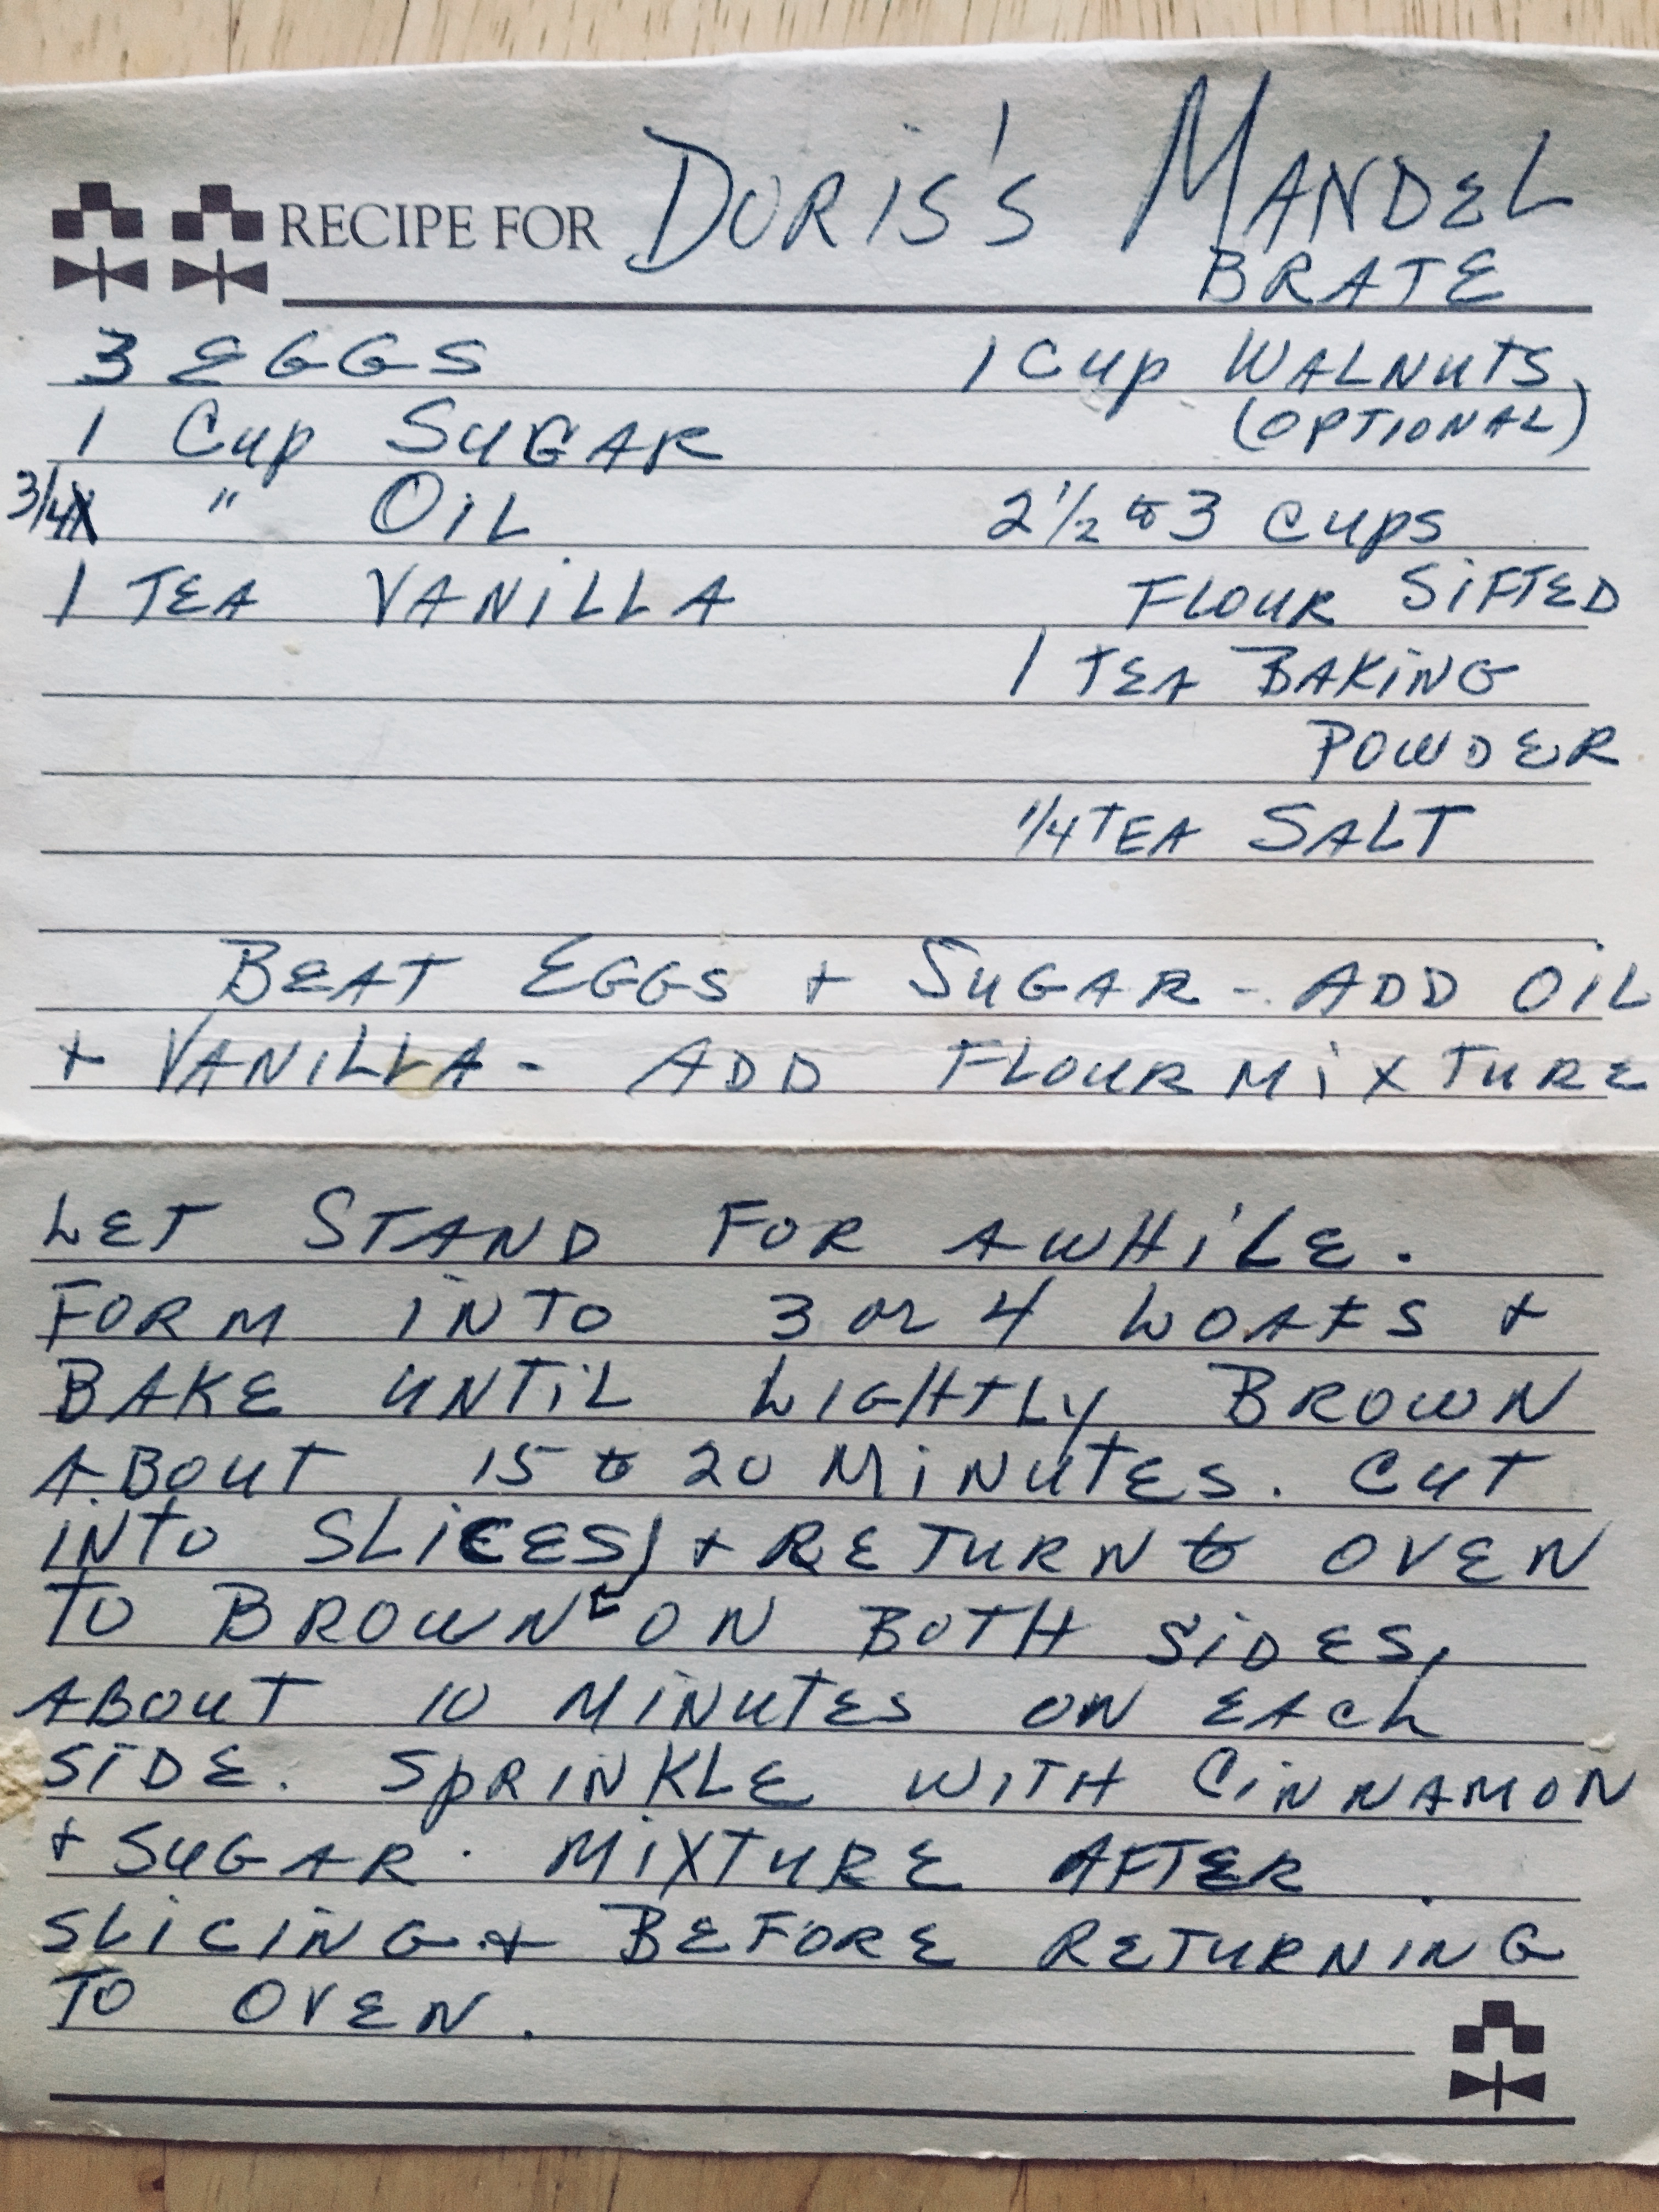 RECIPE FOR DORIS'S MANDEL
BRATE
3 EGGS
1 CUP SUGAR
3/4 " OIL
1 TEA VANILLA
1 CUP WALNUTS
(OPTIONAL)
2 1/2 to 3 CUPS
FLOUR SIFTED
1 TEA BAKING
POWDER
1/4 TEA SALT
BEAT EGGS + SUGAR - ADD OIL
+ VANILLA - ADD FLOUR MIXTURE
LET STAND FOR AWHILE.
FORM INTO 3 or 4 LOAFS +
BAKE UNTIL LIGHTLY BROWN
ABOUT 15 to 20 MINUTES. CUT
INTO SLICES, + RETURN to OVEN
TO BROWN ON BOTH SIDES,
ABOUT 10 MINUTES ON EACH
SIDE. SPRINKLE WITH CINNAMON
+ SUGAR. MIXTURE AFTER
SLICING + BEFORE RETURNING
TO OVEN.